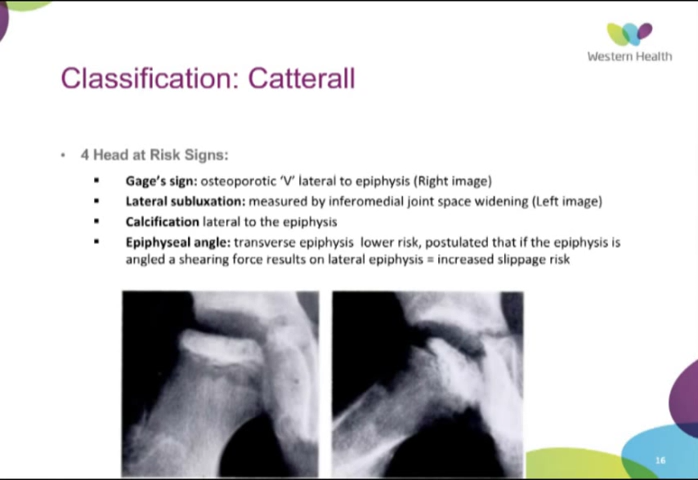 Western Health
Classification: Catterall
• 4 Head at Risk Signs:
▪ Gage's sign: osteoporotic 'V' lateral to epiphysis (Right image)
▪ Lateral subluxation: measured by inferomedial joint space widening (Left image)
▪ Calcification lateral to the epiphysis
▪ Epiphyseal angle: transverse epiphysis lower risk, postulated that if the epiphysis is
angled a shearing force results on lateral epiphysis = increased slippage risk
16